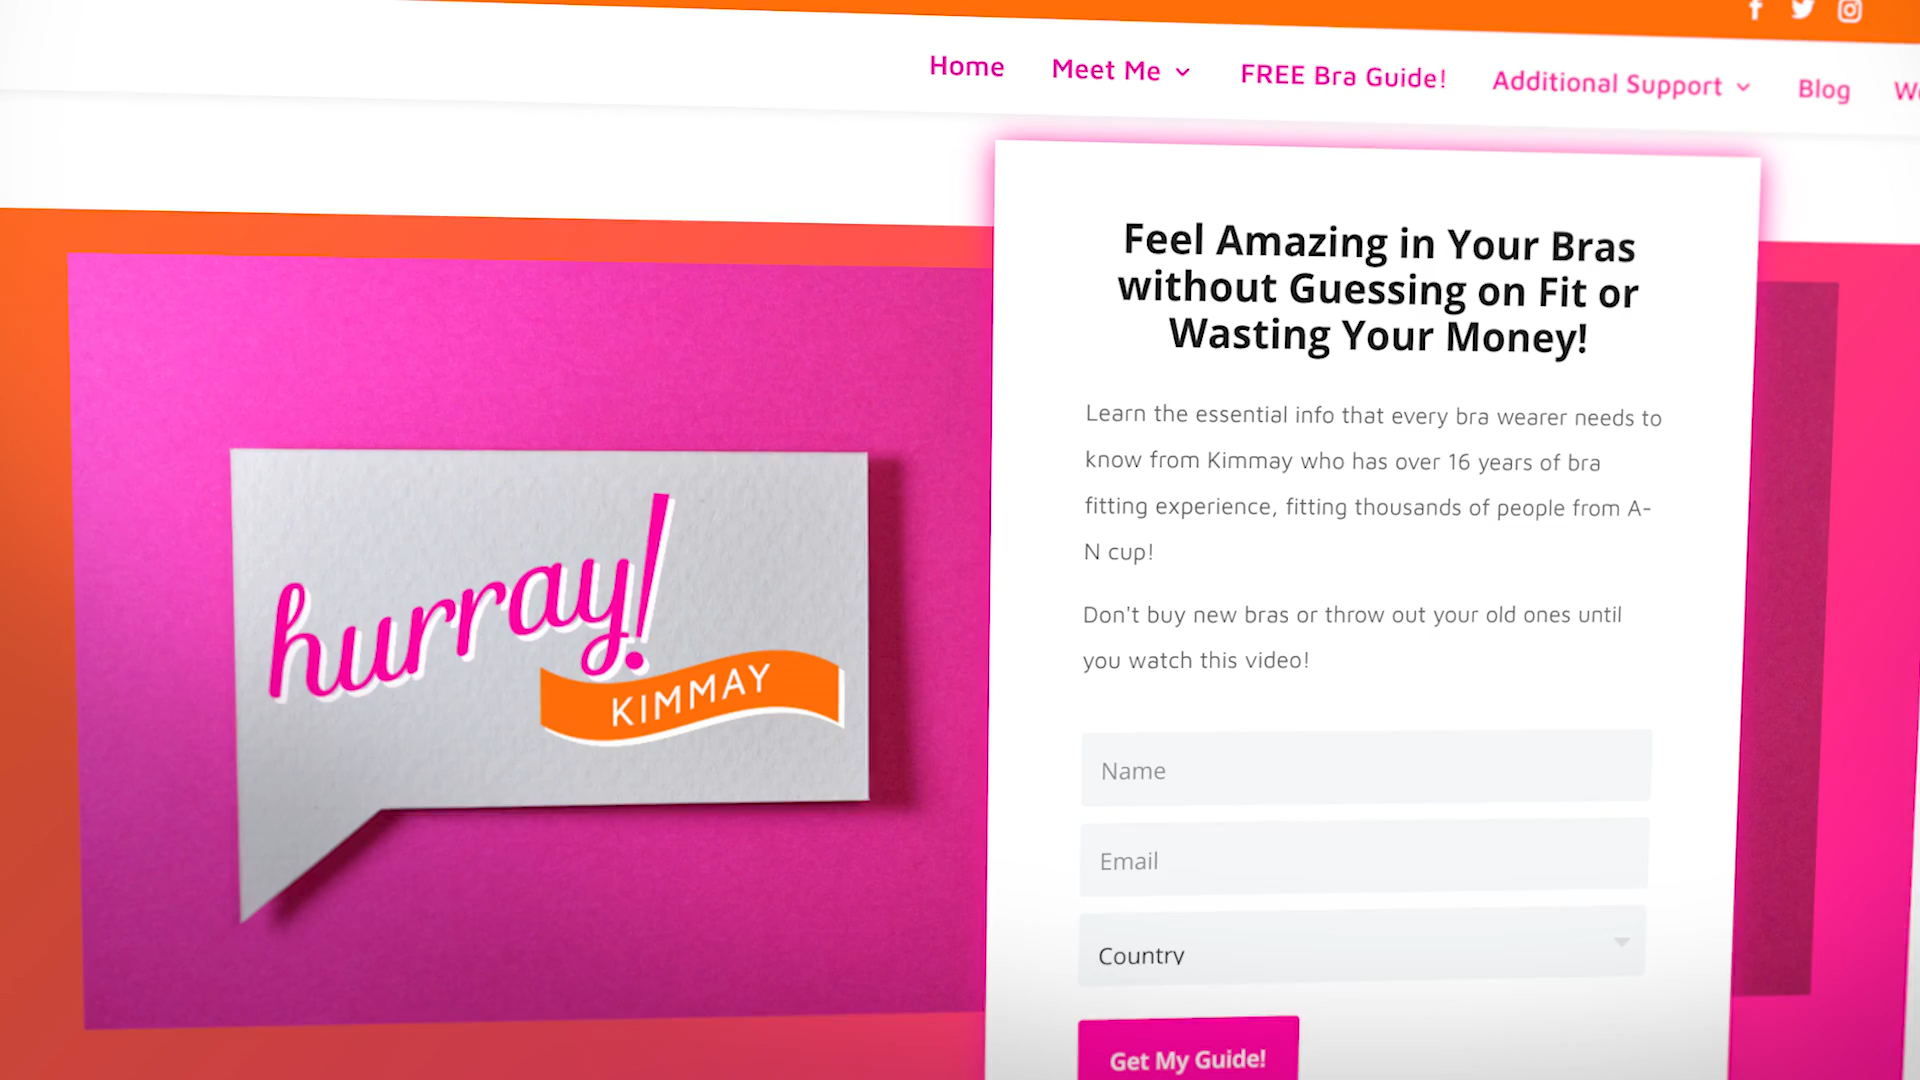 Home Meet Me FREE Bra Guide! Additional Support Blog
Feel Amazing in Your Bras
without Guessing on Fit or
Wasting Your Money!
Learn the essential info that every bra wearer needs to
know from Kimmay who has over 16 years of bra
fitting experience, fitting thousands of people from A-
N cup!
Don't buy new bras or throw out your old ones until
you watch this video!
hurray!
KIMMAY
Name
Email
Country
Get My Guide!